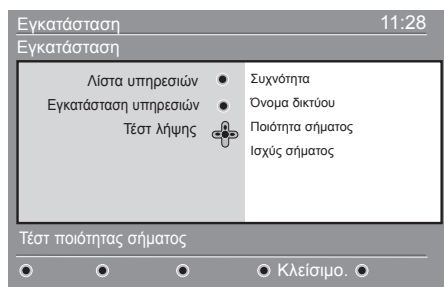 Εγκατάσταση 11:28
Εγκατάσταση
Λίστα υπηρεσιών Συχνότητα
Εγκατάσταση υπηρεσιών Όνομα δικτύου
Τέστ λήψης Ποιότητα σήματος
Ισχύς σήματος
Τέστ ποιότητας σήματος
Κλείσιμο.